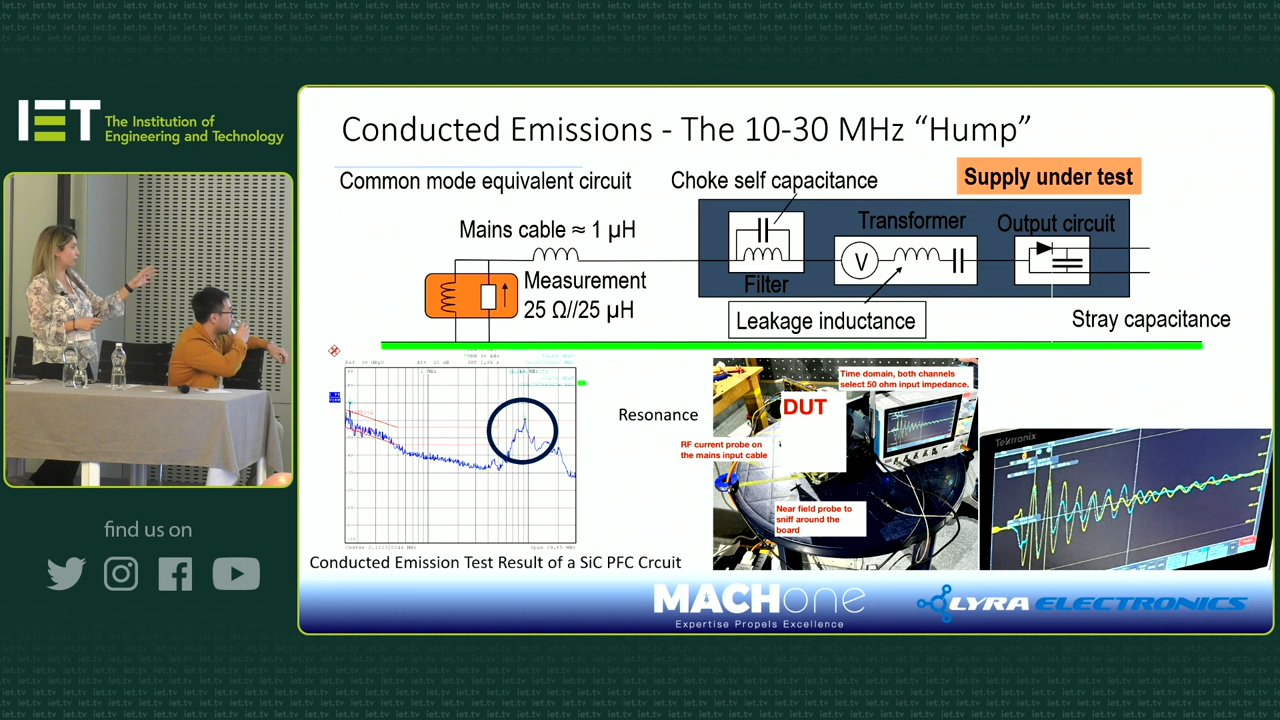 IET
The Institution of
Engineering and Technology
Conducted Emissions - The 10-30 MHz “Hump”
Common mode equivalent circuit
Choke self capacitance
Supply under test
Mains cable ≈ 1 μH
Transformer
Output circuit
Measurement
25 Ω//25 μH
V
Filter
Leakage inductance
Stray capacitance
Resonance
Time domain, both channels
select 50 ohm input impedance.
DUT
RF current probe on
the mains input cable
Near field probe to
sniff around the
board
Tektronix
Conducted Emission Test Result of a SiC PFC Crcuit
find us on
MACHone
Expertise Propels Excellence
LYRA ELECTRONICS